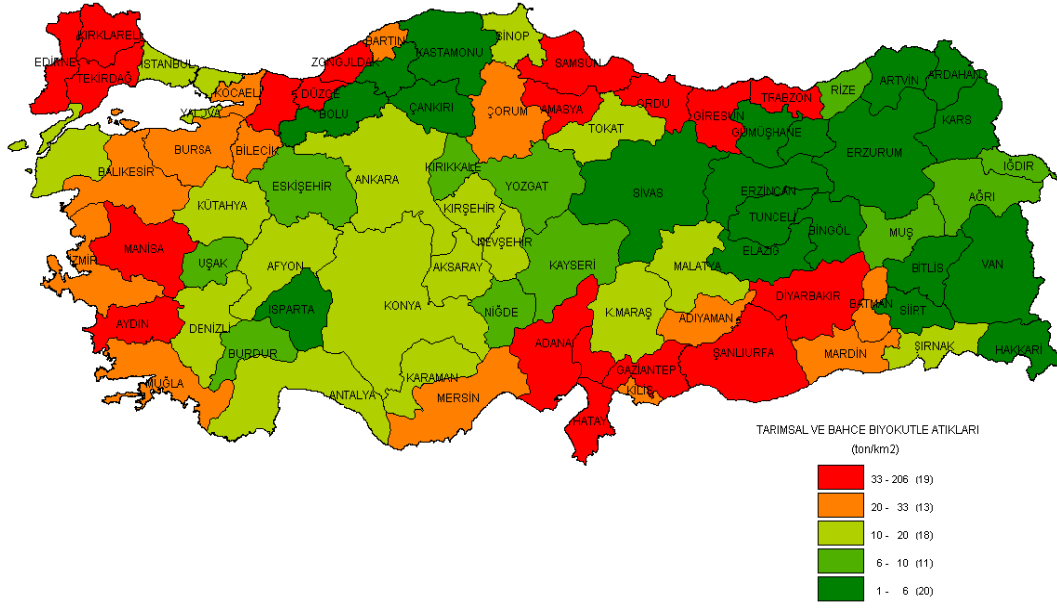 SİNOP
KIRKLARELİ
BARTIN
KASTAMONU
EDİRNE
İSTANBUL
ZONGULDAK
SAMSUN
TEKİRDAĞ
ARTVİN
ARDAHAN
KOCAELİ
DÜZCE
RİZE
TRABZON
ÇANKIRI
ÇORUM
AMASYA
ORDU
GİRESUN
YALOVA
BOLU
KARS
TOKAT
GÜMÜŞHANE
BURSA
BİLECİK
ERZURUM
BALIKESİR
KIRIKKALE
IĞDIR
ANKARA
ESKİŞEHİR
YOZGAT
SİVAS
ERZİNCAN
AĞRI
KÜTAHYA
KIRŞEHİR
TUNCELİ
BİNGÖL
MUŞ
MANİSA
NEVŞEHİR
ELAZIĞ
İZMİR
UŞAK
AFYON
AKSARAY
KAYSERİ
MALATYA
BİTLİS
VAN
DİYARBAKIR
KONYA
BATMAN
ISPARTA
NİĞDE
K.MARAŞ
SİİRT
AYDIN
DENİZLİ
ADIYAMAN
ADANA
ŞIRNAK
HAKKARİ
BURDUR
ŞANLIURFA
MARDİN
GAZİANTEP
KARAMAN
MUĞLA
KİLİS
ANTALYA
MERSİN
HATAY
TARIMSAL VE BAHCE BIYOKUTLE ATIKLARI
(ton/km2)
33 - 206 (19)
20 - 33 (13)
10 - 20 (18)
6 - 10 (11)
1 - 6 (20)